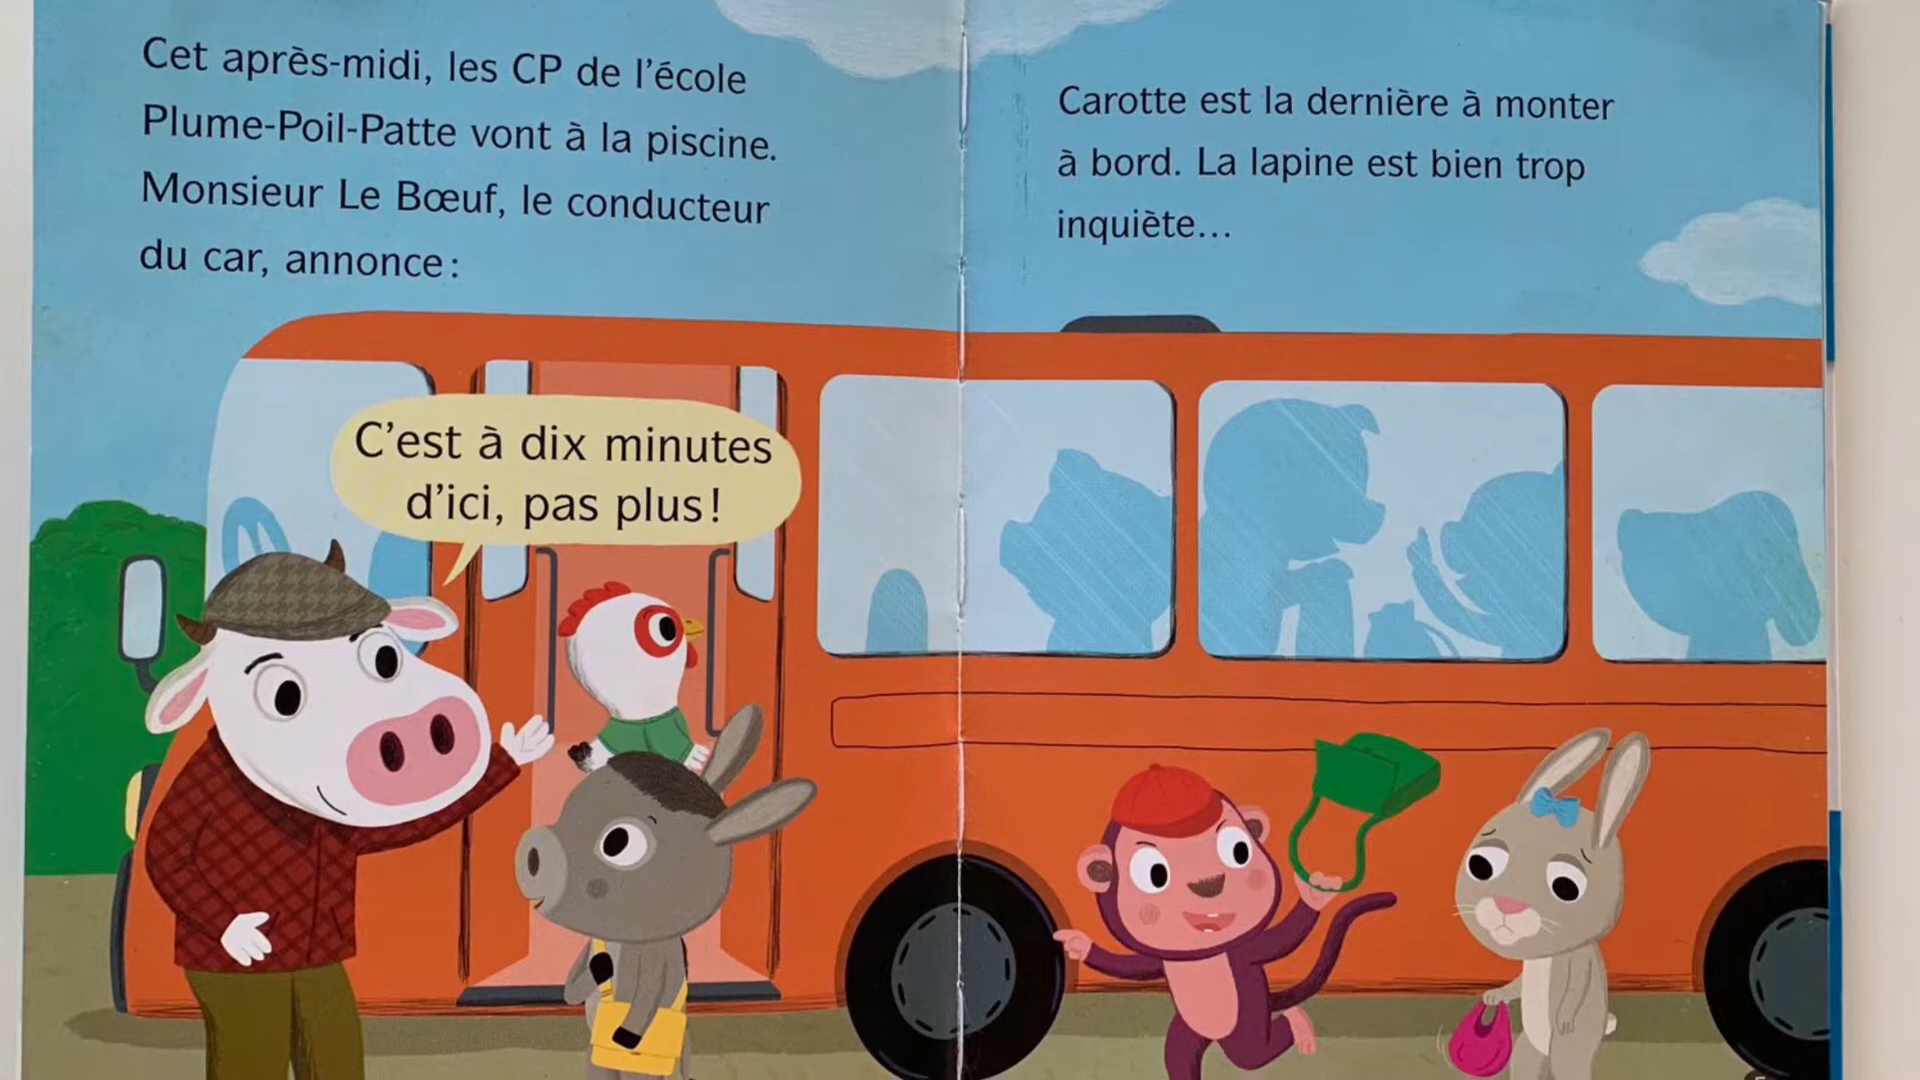 Cet après-midi, les CP de l'école
Plume-Poil-Patte vont à la piscine.
Monsieur Le Bœuf, le conducteur
du car, annonce :
C'est à dix minutes
d'ici, pas plus !
Carotte est la dernière à monter
à bord. La lapine est bien trop
inquiète...